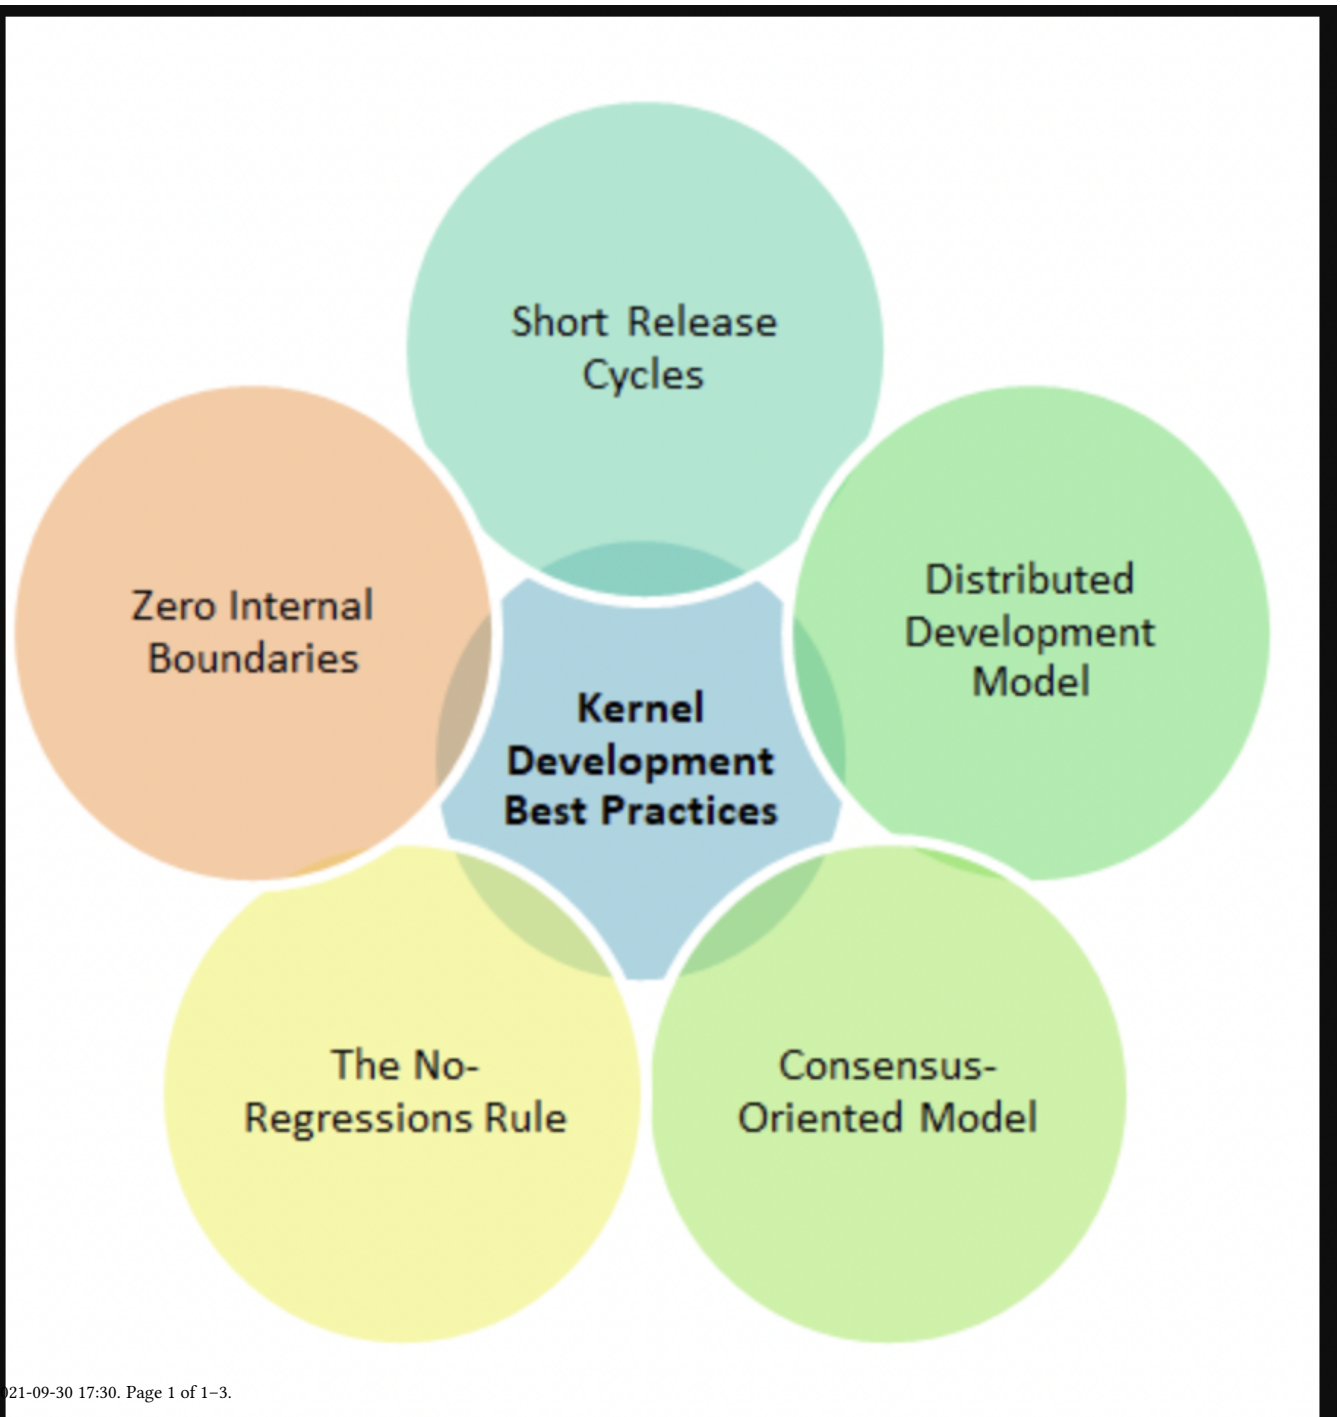 Short Release
Cycles
Zero Internal
Boundaries
Distributed
Development
Model
Kernel
Development
Best Practices
The No-
Regressions Rule
Consensus-
Oriented Model
21-09-30 17:30. Page 1 of 1–3.